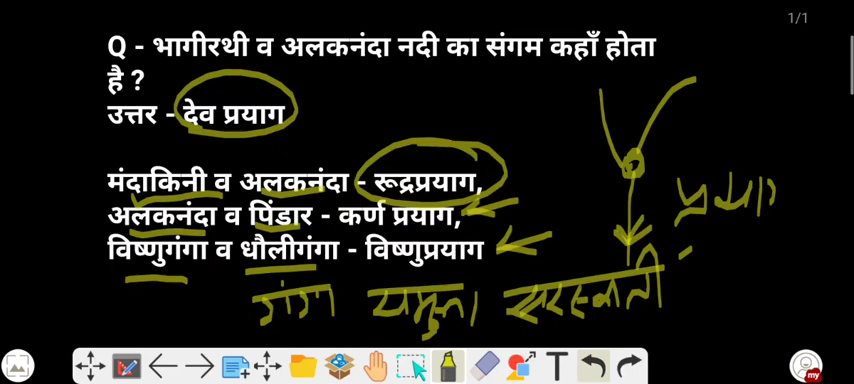 1/1
Q - भागीरथी व अलकनंदा नदी का संगम कहाँ होता
है ?
उत्तर - देव प्रयाग
मंदाकिनी व अलकनंदा - रूद्रप्रयाग,
अलकनंदा व पिंडार - कर्ण प्रयाग,
विष्णुगंगा व धौलीगंगा - विष्णुप्रयाग
प्रयाग
गंगा यमुना सरस्वती
T
my